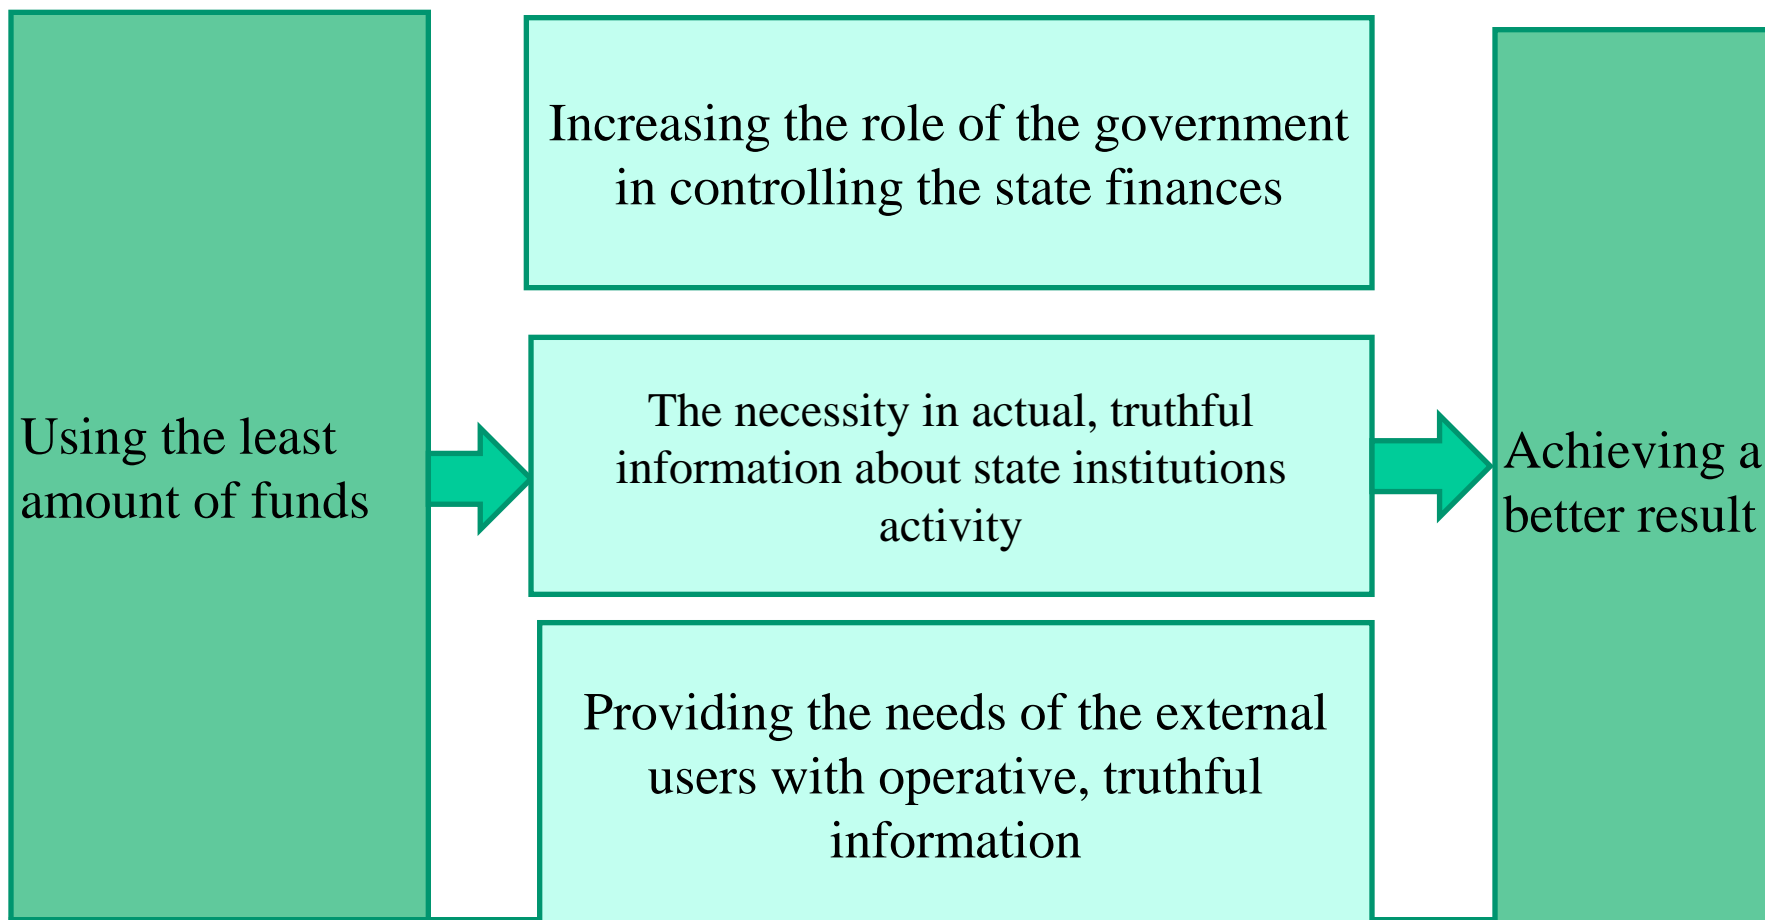 Using the least
amount of funds
Increasing the role of the government
in controlling the state finances
The necessity in actual, truthful
information about state institutions
activity
Providing the needs of the external
users with operative, truthful
information
Achieving a
better result